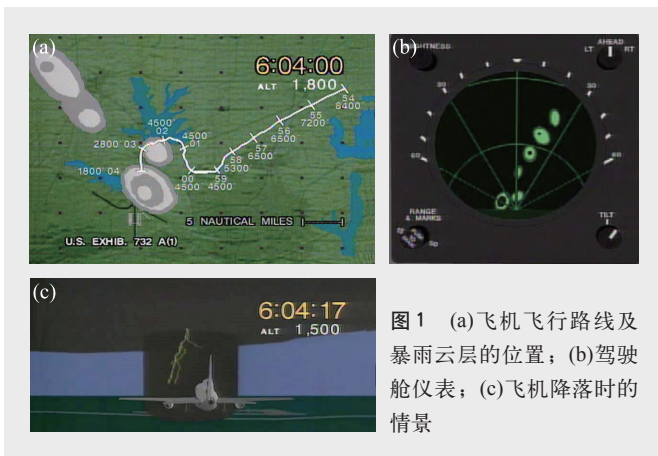 (a)
6:04:00
ALT 1,800
54
8400
55
7200
56
6500
57
6500
58
5300
59
4500
00
4500
4500
01
4500
02
2800 03
1800 04
5 NAUTICAL MILES
U.S. EXHIB. 732 A(1)
(b)
AHEAD
LT RT
30 30
60 60
RANGE
& MARKS
TILT
(c)
6:04:17
ALT 1,500
图1 (a)飞机飞行路线及
暴雨云层的位置；(b)驾驶
舱仪表；(c)飞机降落时的
情景